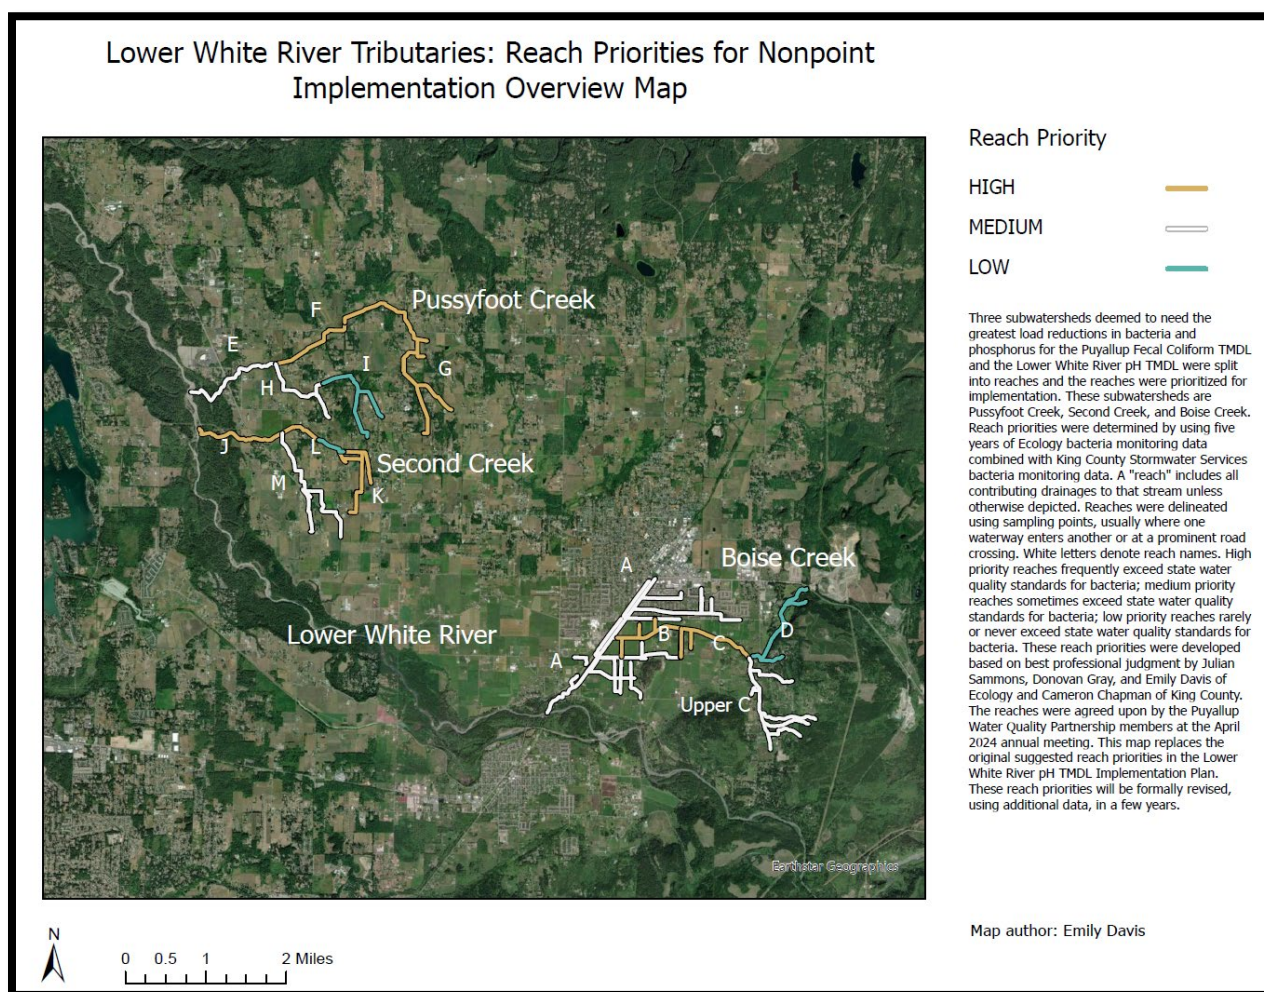 Lower White River Tributaries: Reach Priorities for Nonpoint
Implementation Overview Map
Reach Priority
HIGH
MEDIUM
LOW
Three subwatersheds deemed to need the
greatest load reductions in bacteria and
phosphorus for the Puyallup Fecal Coliform TMDL
and the Lower White River pH TMDL were split
into reaches and the reaches were prioritized for
implementation. These subwatersheds are
Pussyfoot Creek, Second Creek, and Boise Creek.
Reach priorities were determined by using five
years of Ecology bacteria monitoring data
combined with King County Stormwater Services
bacteria monitoring data. A "reach" includes all
contributing drainages to that stream unless
otherwise depicted. Reaches were delineated
using sampling points, usually where one
waterway enters another or at a prominent road
crossing. White letters denote reach names. High
priority reaches frequently exceed state water
quality standards for bacteria; medium priority
reaches sometimes exceed state water quality
standards for bacteria; low priority reaches rarely
or never exceed state water quality standards for
bacteria. These reach priorities were developed
based on best professional judgment by Julian
Sammons, Donovan Gray, and Emily Davis of
Ecology and Cameron Chapman of King County.
The reaches were agreed upon by the Puyallup
Water Quality Partnership members at the April
2024 annual meeting. This map replaces the
original suggested reach priorities in the Lower
White River pH TMDL Implementation Plan.
These reach priorities will be formally revised,
using additional data, in a few years.
Pussyfoot Creek
F
E
I
G
H
J
L
Second Creek
M
K
Boise Creek
A
Lower White River
B
C
D
A
Upper C
Earthstar Geographics
Map author: Emily Davis
N
0 0.5 1 2 Miles